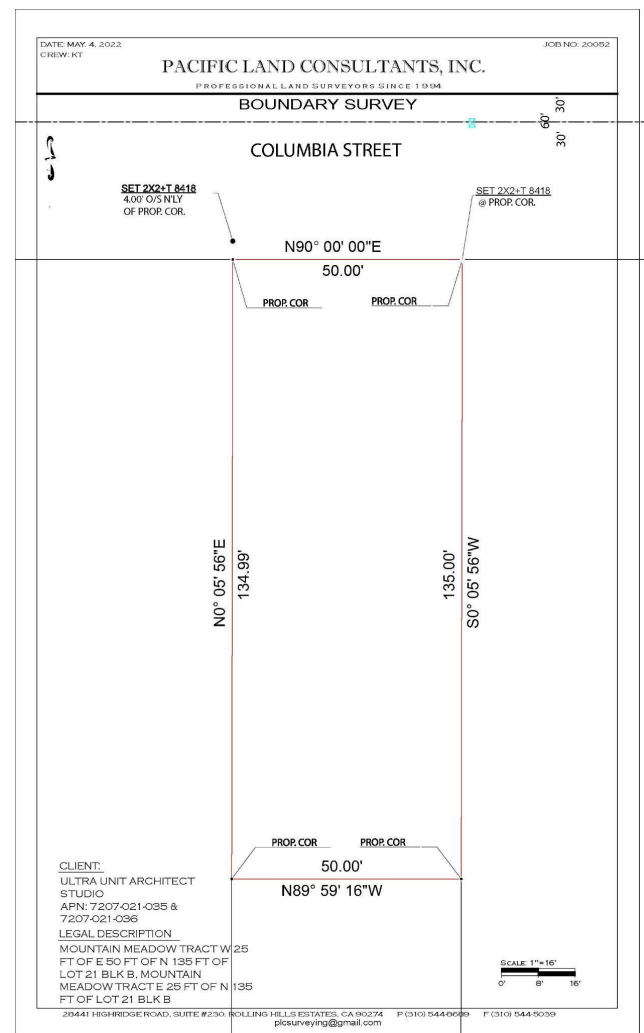 DATE: MAY. 4, 2022
CREW: KT
JOB NO: 20052
PACIFIC LAND CONSULTANTS, INC.
PROFESSIONAL LAND SURVEYORS SINCE 1994
BOUNDARY SURVEY
30'
60'
30'
COLUMBIA STREET
SET 2X2+T 8418
4.00' O/S N'LY
OF PROP. COR.
SET 2X2+T 8418
@ PROP. COR.
N90° 00' 00"E
50.00'
PROP. COR
PROP. COR
N0° 05' 56"E
134.99'
135.00'
S0° 05' 56"W
PROP. COR
PROP. COR
50.00'
N89° 59' 16"W
CLIENT:
ULTRA UNIT ARCHITECT
STUDIO
APN: 7207-021-035 &
7207-021-036
LEGAL DESCRIPTION
MOUNTAIN MEADOW TRACT W 25
FT OF E 50 FT OF N 135 FT OF
LOT 21 BLK B, MOUNTAIN
MEADOW TRACT E 25 FT OF N 135
FT OF LOT 21 BLK B
SCALE: 1"=16'
0' 8' 16'
28441 HIGHRIDGE ROAD, SUITE #230, ROLLING HILLS ESTATES, CA 90274 P (310) 544-8689 F (310) 544-5039
plcsurveying@gmail.com